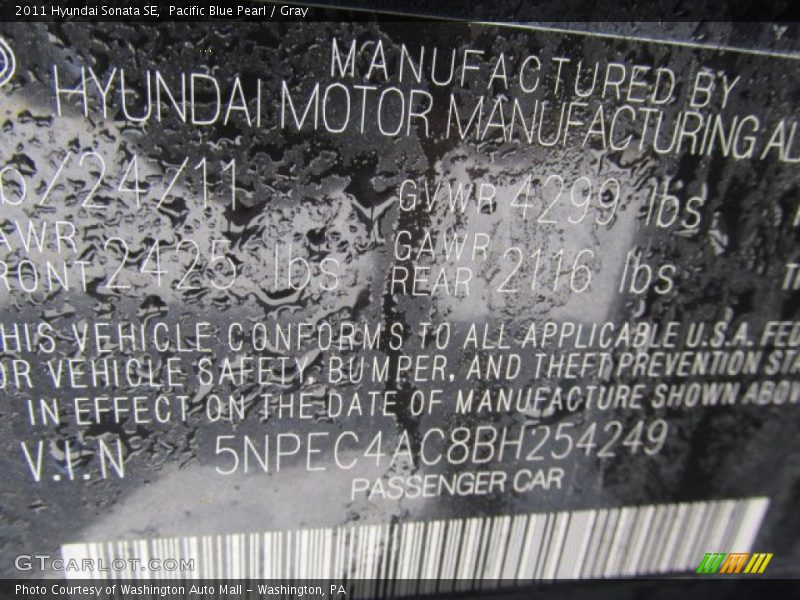 2011 Hyundai Sonata SE, Pacific Blue Pearl / Gray
MANUFACTURED BY
HYUNDAI MOTOR MANUFACTURING AL
/24/11 GVWR 4299 lbs
AWR GAWR
RONT 2425 lbs REAR 2116 lbs
HIS VEHICLE CONFORMS TO ALL APPLICABLE U.S.A. FED
OR VEHICLE SAFETY, BUMPER, AND THEFT PREVENTION STA
IN EFFECT ON THE DATE OF MANUFACTURE SHOWN ABOV
V.I.N 5NPEC4AC8BH254249
PASSENGER CAR
GTCARLOT.COM
Photo Courtesy of Washington Auto Mall - Washington, PA